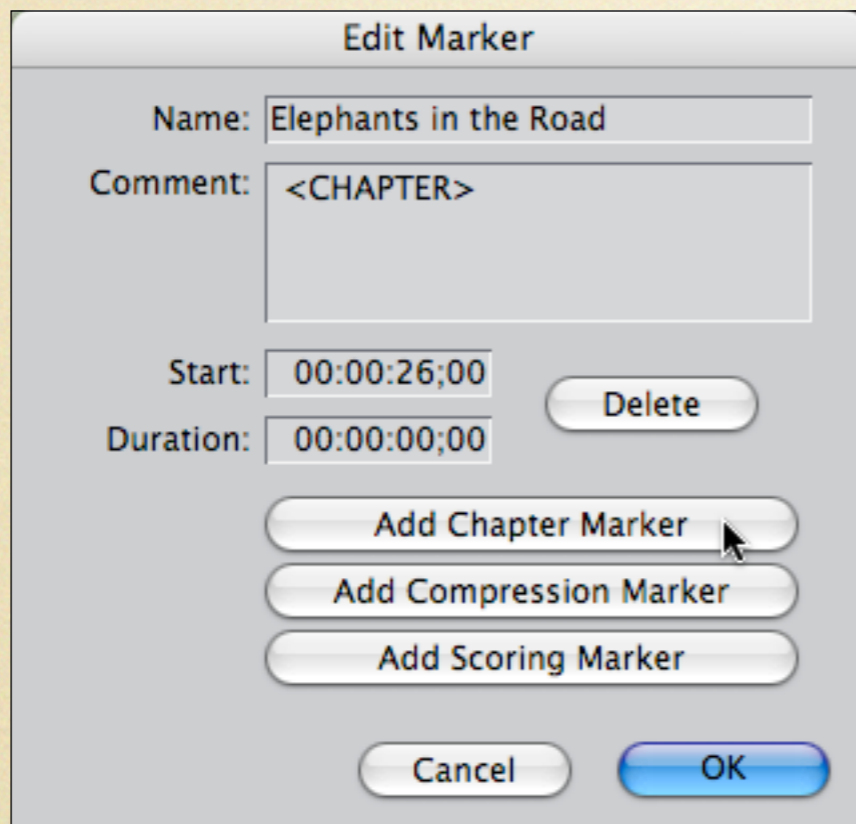 Edit Marker
Name: Elephants in the Road
Comment: <CHAPTER>
Start: 00:00:26;00
Delete
Duration: 00:00:00;00
Add Chapter Marker
Add Compression Marker
Add Scoring Marker
Cancel OK